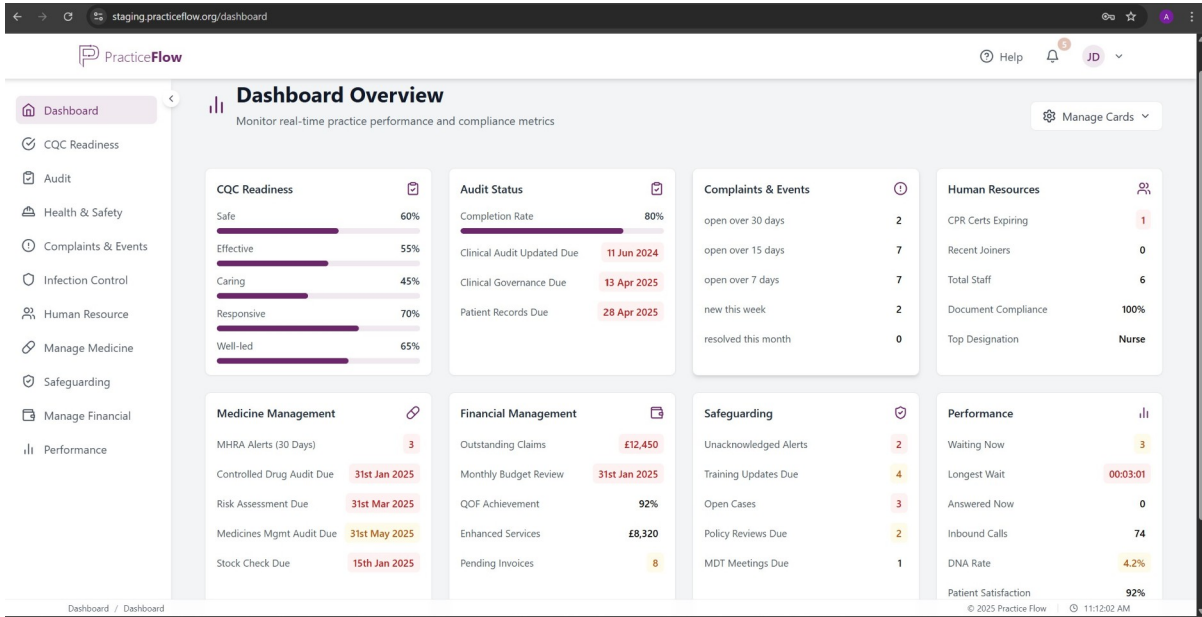 staging.practiceflow.org/dashboard
A
PracticeFlow
Help
5
JD
Dashboard
CQC Readiness
Audit
Health & Safety
Complaints & Events
Infection Control
Human Resource
Manage Medicine
Safeguarding
Manage Financial
Performance
Dashboard Overview
Monitor real-time practice performance and compliance metrics
Manage Cards
CQC Readiness
Safe 60%
Effective 55%
Caring 45%
Responsive 70%
Well-led 65%
Audit Status
Completion Rate 80%
Clinical Audit Updated Due 11 Jun 2024
Clinical Governance Due 13 Apr 2025
Patient Records Due 28 Apr 2025
Complaints & Events
open over 30 days 2
open over 15 days 7
open over 7 days 7
new this week 2
resolved this month 0
Human Resources
CPR Certs Expiring 1
Recent Joiners 0
Total Staff 6
Document Compliance 100%
Top Designation Nurse
Medicine Management
MHRA Alerts (30 Days) 3
Controlled Drug Audit Due 31st Jan 2025
Risk Assessment Due 31st Mar 2025
Medicines Mgmt Audit Due 31st May 2025
Stock Check Due 15th Jan 2025
Financial Management
Outstanding Claims £12,450
Monthly Budget Review 31st Jan 2025
QOF Achievement 92%
Enhanced Services £8,320
Pending Invoices 8
Safeguarding
Unacknowledged Alerts 2
Training Updates Due 4
Open Cases 3
Policy Reviews Due 2
MDT Meetings Due 1
Performance
Waiting Now 3
Longest Wait 00:03:01
Answered Now 0
Inbound Calls 74
DNA Rate 4.2%
Patient Satisfaction 92%
Dashboard / Dashboard
© 2025 Practice Flow
11:12:02 AM